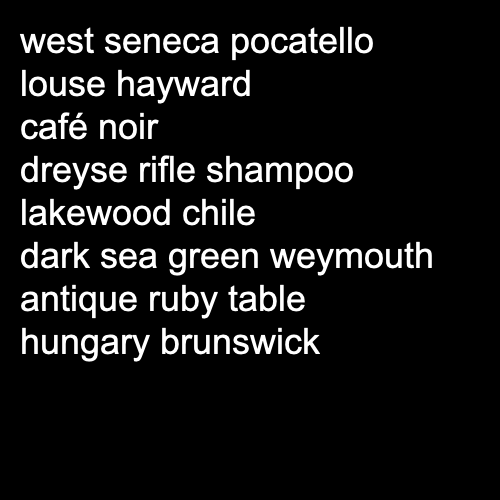 west seneca pocatello
louse hayward
café noir
dreyse rifle shampoo
lakewood chile
dark sea green weymouth
antique ruby table
hungary brunswick